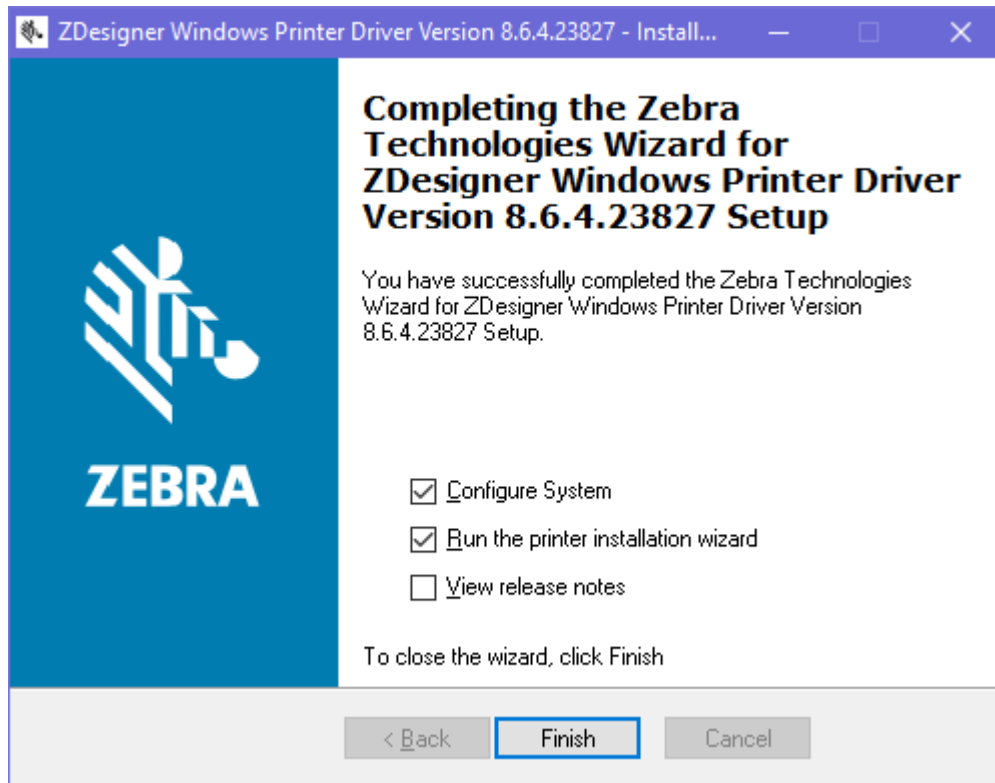 ZDesigner Windows Printer Driver Version 8.6.4.23827 - Install...
Completing the Zebra
Technologies Wizard for
ZDesigner Windows Printer Driver
Version 8.6.4.23827 Setup
You have successfully completed the Zebra Technologies
Wizard for ZDesigner Windows Printer Driver Version
8.6.4.23827 Setup.
ZEBRA
Configure System
Run the printer installation wizard
View release notes
To close the wizard, click Finish
< Back
Finish
Cancel